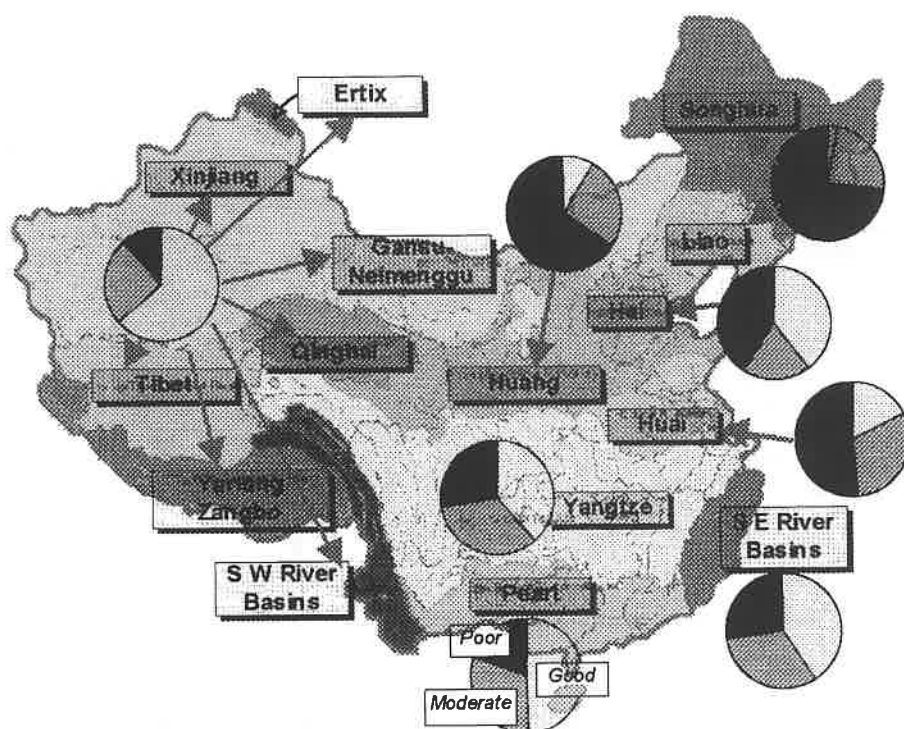 Ertix
Songhua
Xinjiang
Gansu-
Neimenggu
Liao
Hai
Qinghai
Tibet
Huang
Huai
Yarlang
Zangbo
Yangtze
S E River
Basins
S W River
Basins
Pearl
Poor
Good
Moderate